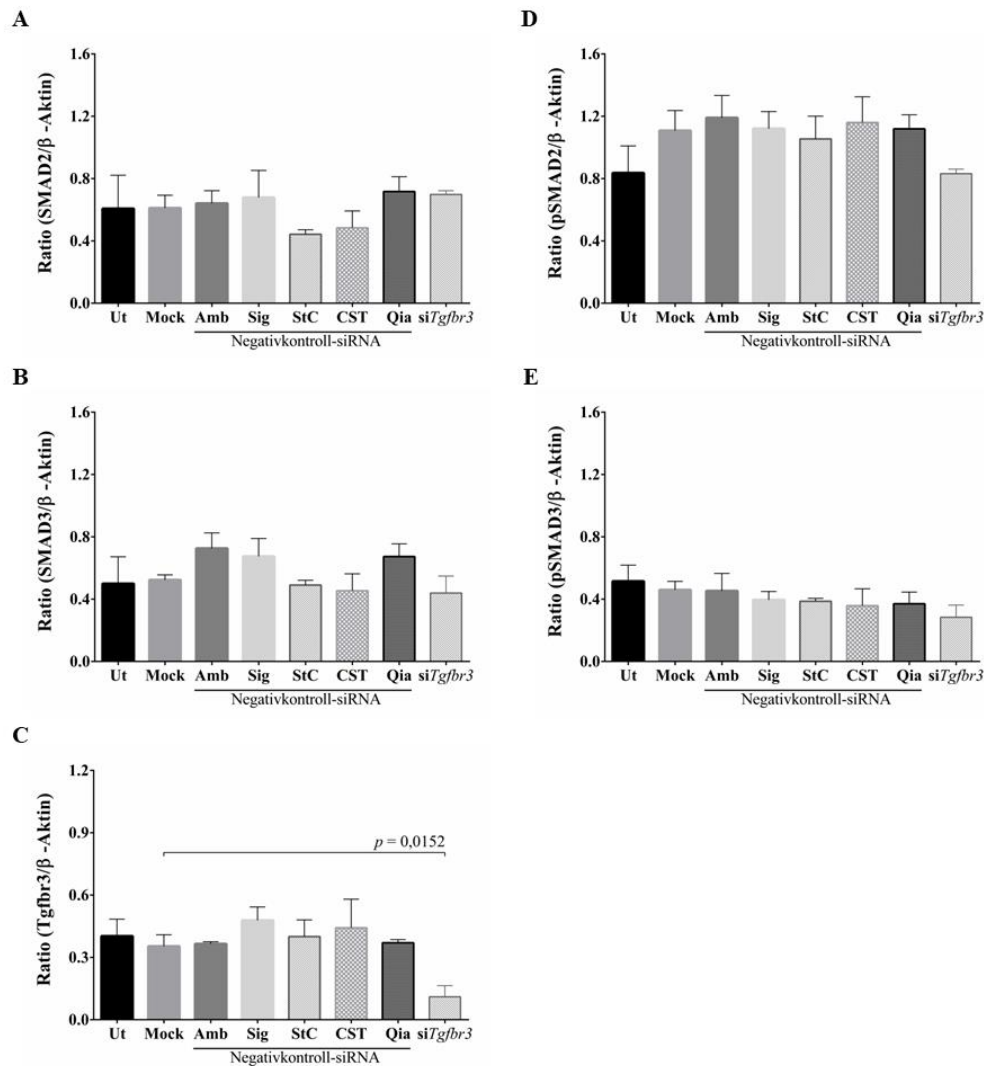 A
Ratio (SMAD2/β -Aktin)
1.6
1.2
0.8
0.4
0.0
Ut Mock Amb Sig StC CST Qia siTgfbr3
Negativkontroll-siRNA
D
Ratio (pSMAD2/β -Aktin)
1.6
1.2
0.8
0.4
0.0
Ut Mock Amb Sig StC CST Qia siTgfbr3
Negativkontroll-siRNA
B
Ratio (SMAD3/β -Aktin)
1.6
1.2
0.8
0.4
0.0
Ut Mock Amb Sig StC CST Qia siTgfbr3
Negativkontroll-siRNA
E
Ratio (pSMAD3/β -Aktin)
1.6
1.2
0.8
0.4
0.0
Ut Mock Amb Sig StC CST Qia siTgfbr3
Negativkontroll-siRNA
C
Ratio (Tgfbr3/β -Aktin)
1.2
0.9
0.6
0.3
0.0
p = 0,0152
Ut Mock Amb Sig StC CST Qia siTgfbr3
Negativkontroll-siRNA